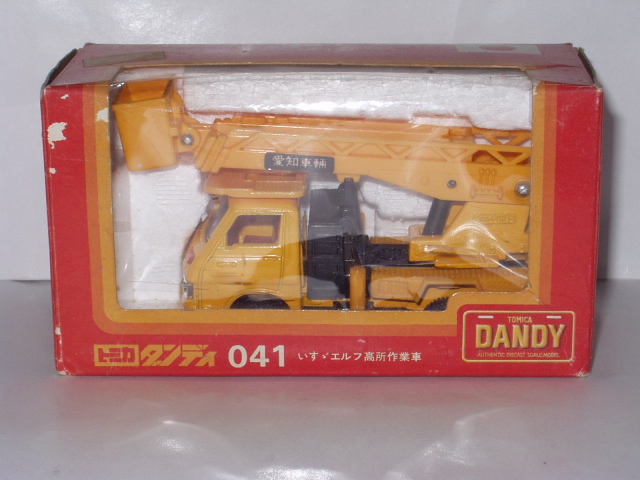 愛知車輌
トミカ ダンディ 041 いすゞエルフ高所作業車
TOMICA
DANDY
AUTHENTIC DIECAST SCALE MODEL